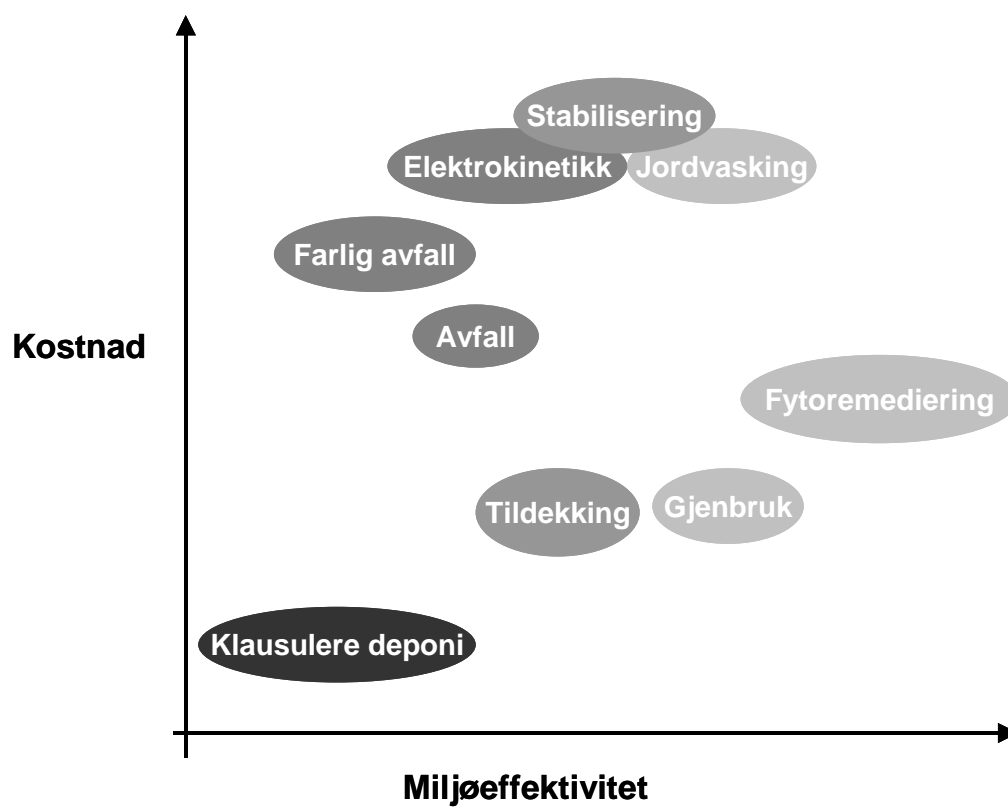 Stabilisering
Elektrokinetikk
Jordvasking
Farlig avfall
Avfall
Kostnad
Fytoremediering
Tildekking
Gjenbruk
Klausulere deponi
Miljøeffektivitet